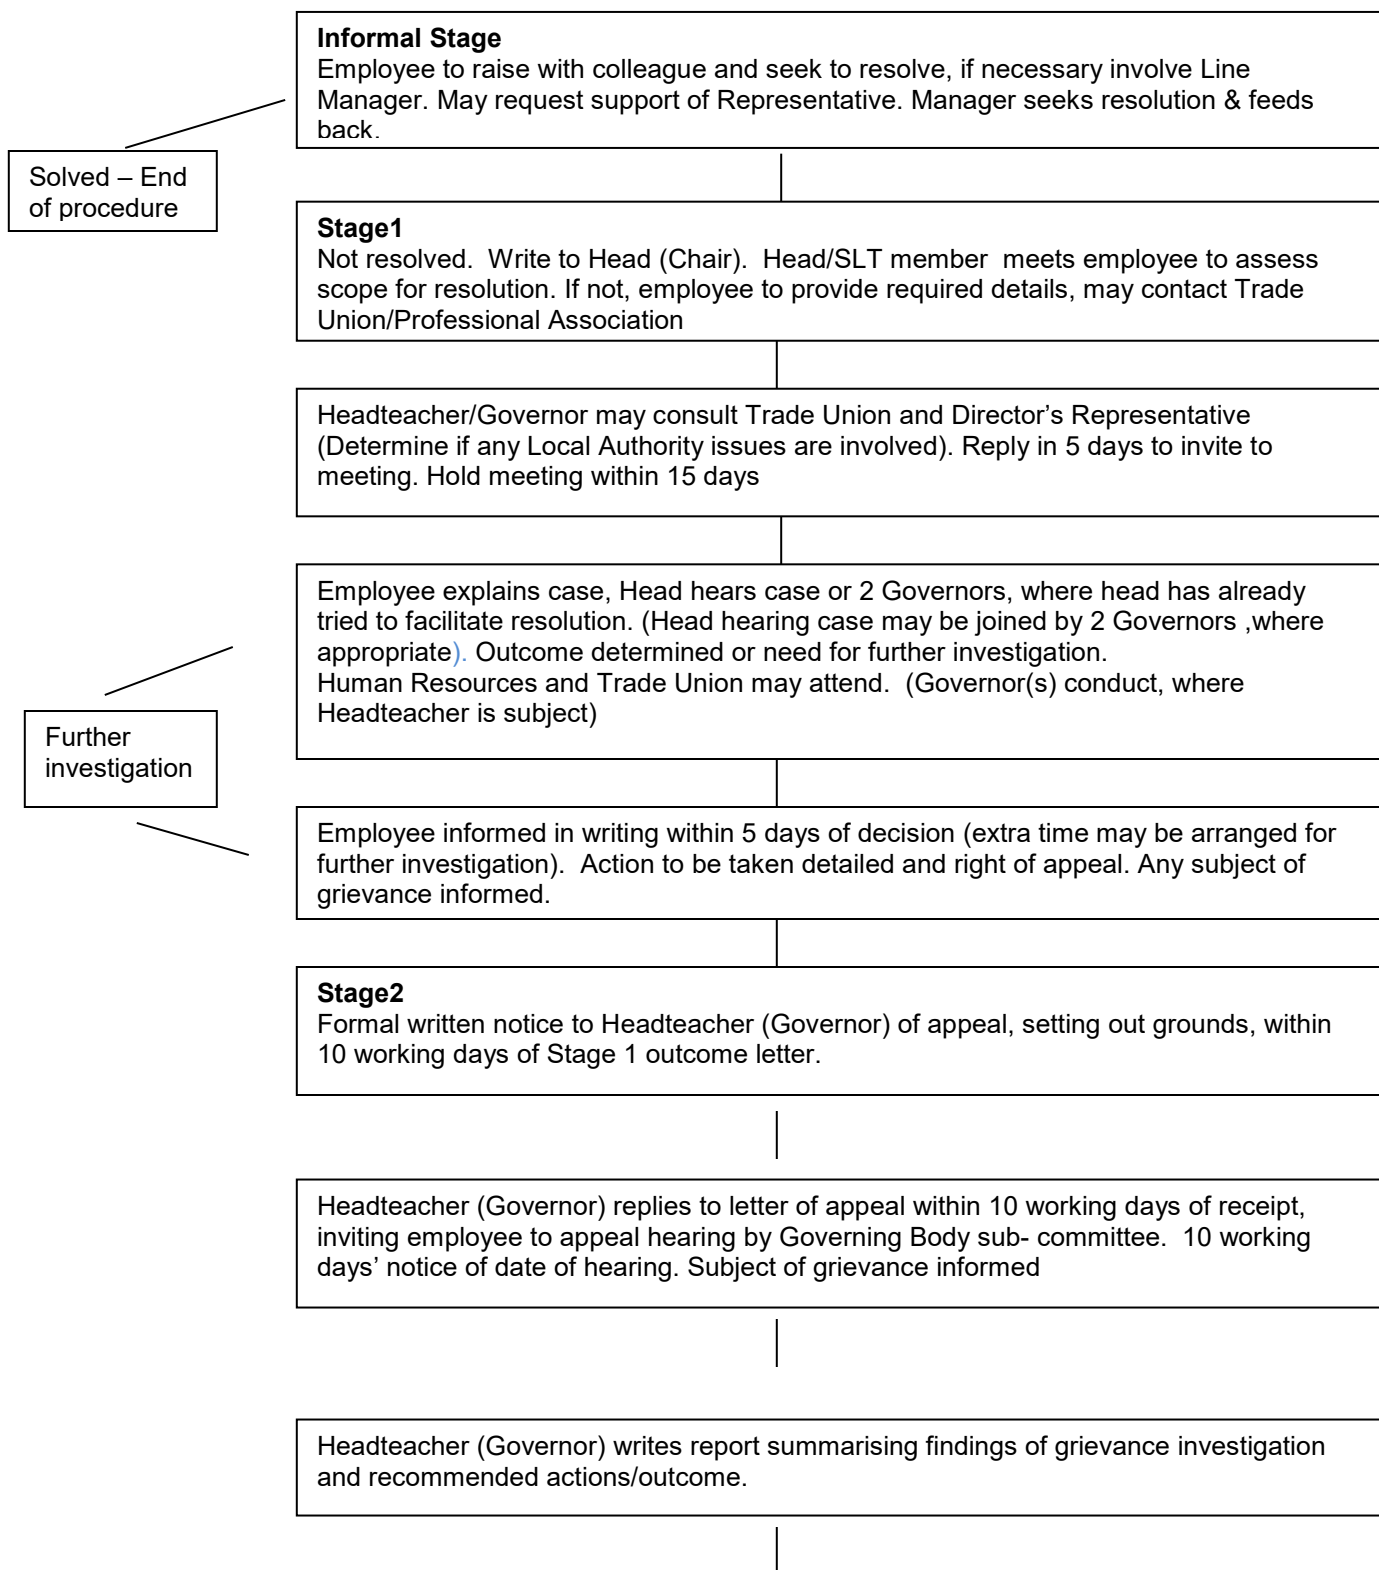 Informal Stage
Employee to raise with colleague and seek to resolve, if necessary involve Line
Manager. May request support of Representative. Manager seeks resolution & feeds
back.
Solved – End
of procedure
Stage1
Not resolved.  Write to Head (Chair).  Head/SLT member  meets employee to assess
scope for resolution. If not, employee to provide required details, may contact Trade
Union/Professional Association
Headteacher/Governor may consult Trade Union and Director’s Representative
(Determine if any Local Authority issues are involved). Reply in 5 days to invite to
meeting. Hold meeting within 15 days
Employee explains case, Head hears case or 2 Governors, where head has already
tried to facilitate resolution. (Head hearing case may be joined by 2 Governors ,where
appropriate). Outcome determined or need for further investigation.
Human Resources and Trade Union may attend.  (Governor(s) conduct, where
Headteacher is subject)
Further
investigation
Employee informed in writing within 5 days of decision (extra time may be arranged for
further investigation).  Action to be taken detailed and right of appeal. Any subject of
grievance informed.
Stage2
Formal written notice to Headteacher (Governor) of appeal, setting out grounds, within
10 working days of Stage 1 outcome letter.
Headteacher (Governor) replies to letter of appeal within 10 working days of receipt,
inviting employee to appeal hearing by Governing Body sub- committee.  10 working
days’ notice of date of hearing. Subject of grievance informed
Headteacher (Governor) writes report summarising findings of grievance investigation
and recommended actions/outcome.